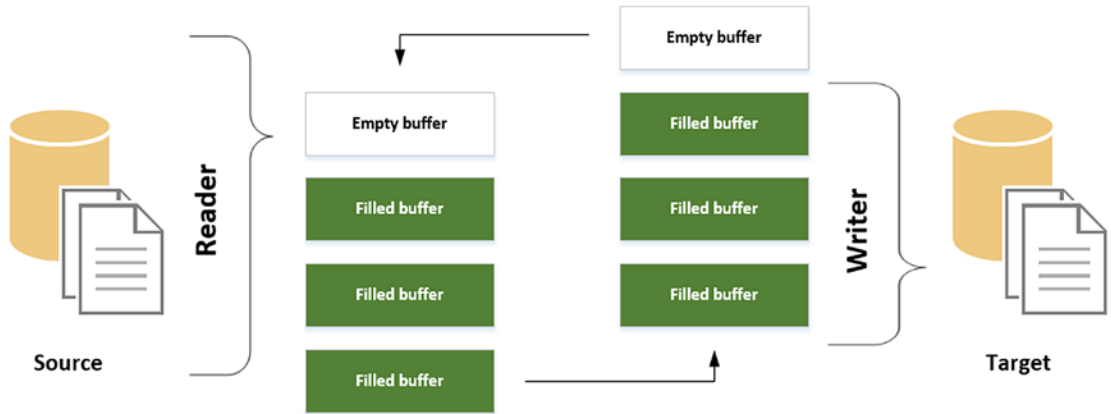 Source
Reader
Empty buffer
Filled buffer
Filled buffer
Filled buffer
Empty buffer
Filled buffer
Filled buffer
Filled buffer
Writer
Target